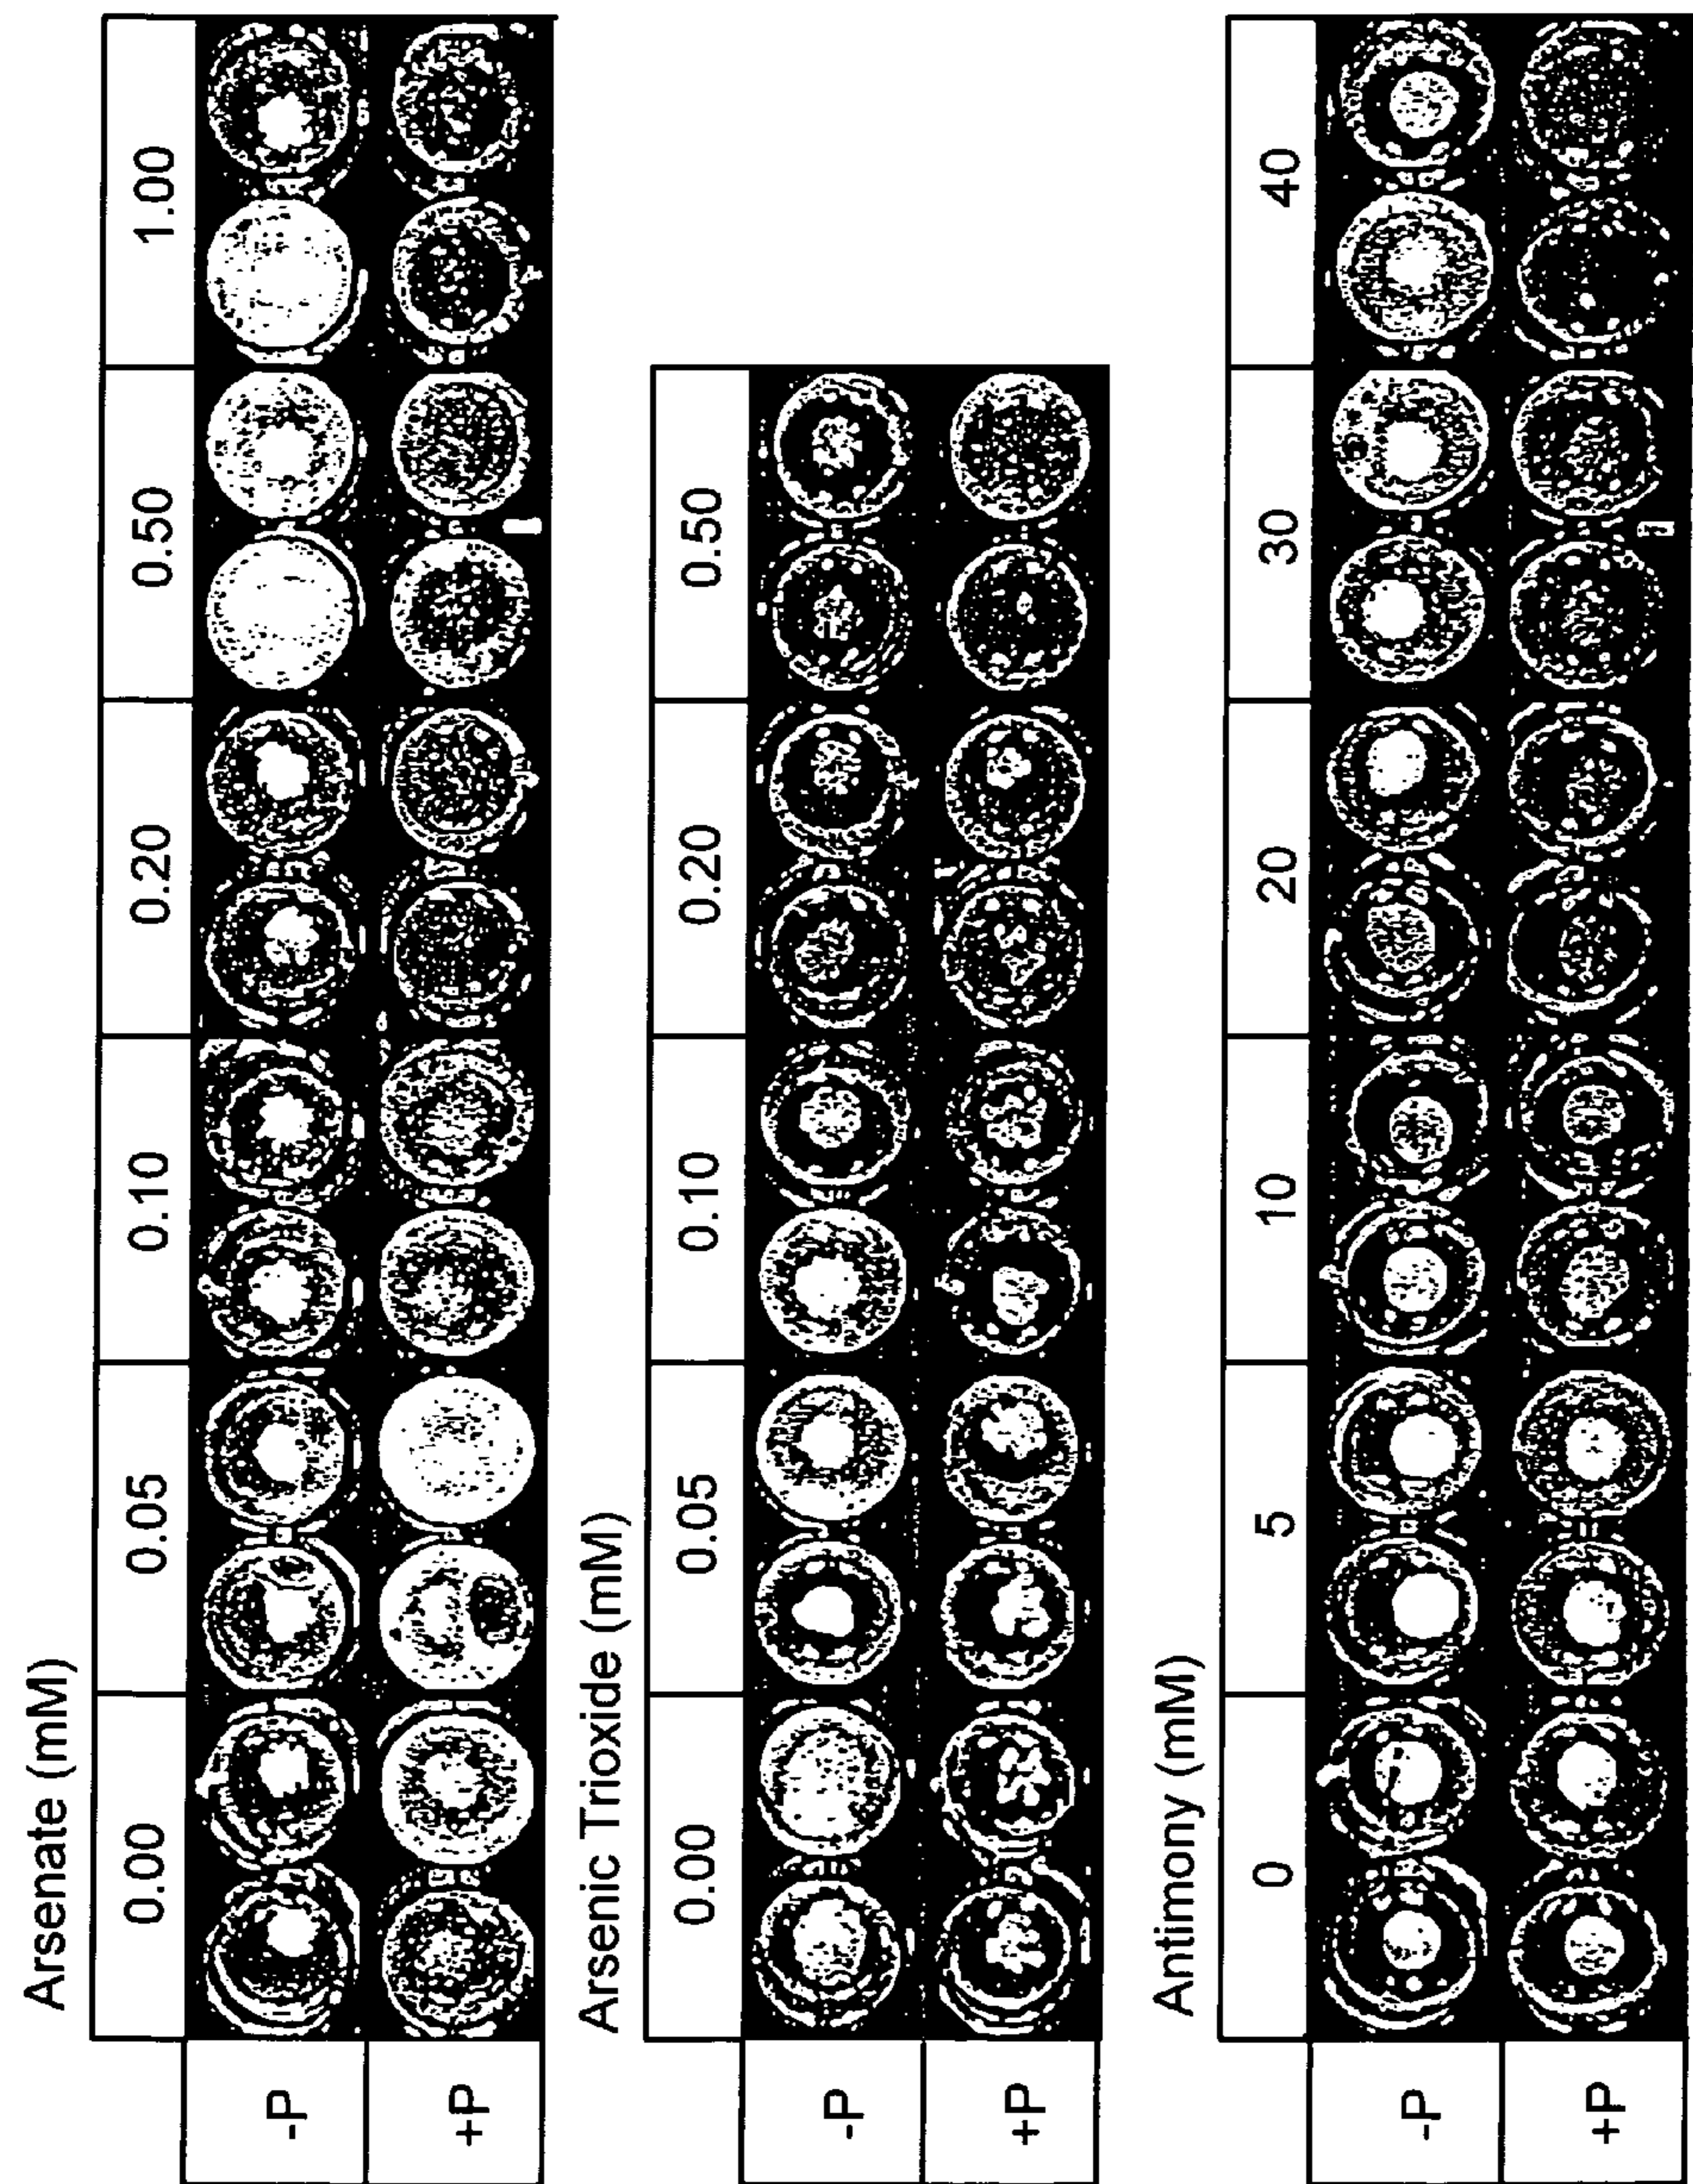 Arsenate (mM)
0.00 0.05 0.10 0.20 0.50 1.00
-P
+P
Arsenic Trioxide (mM)
0.00 0.05 0.10 0.20 0.50
-P
+P
Antimony (mM)
0 5 10 20 30 40
-P
+P